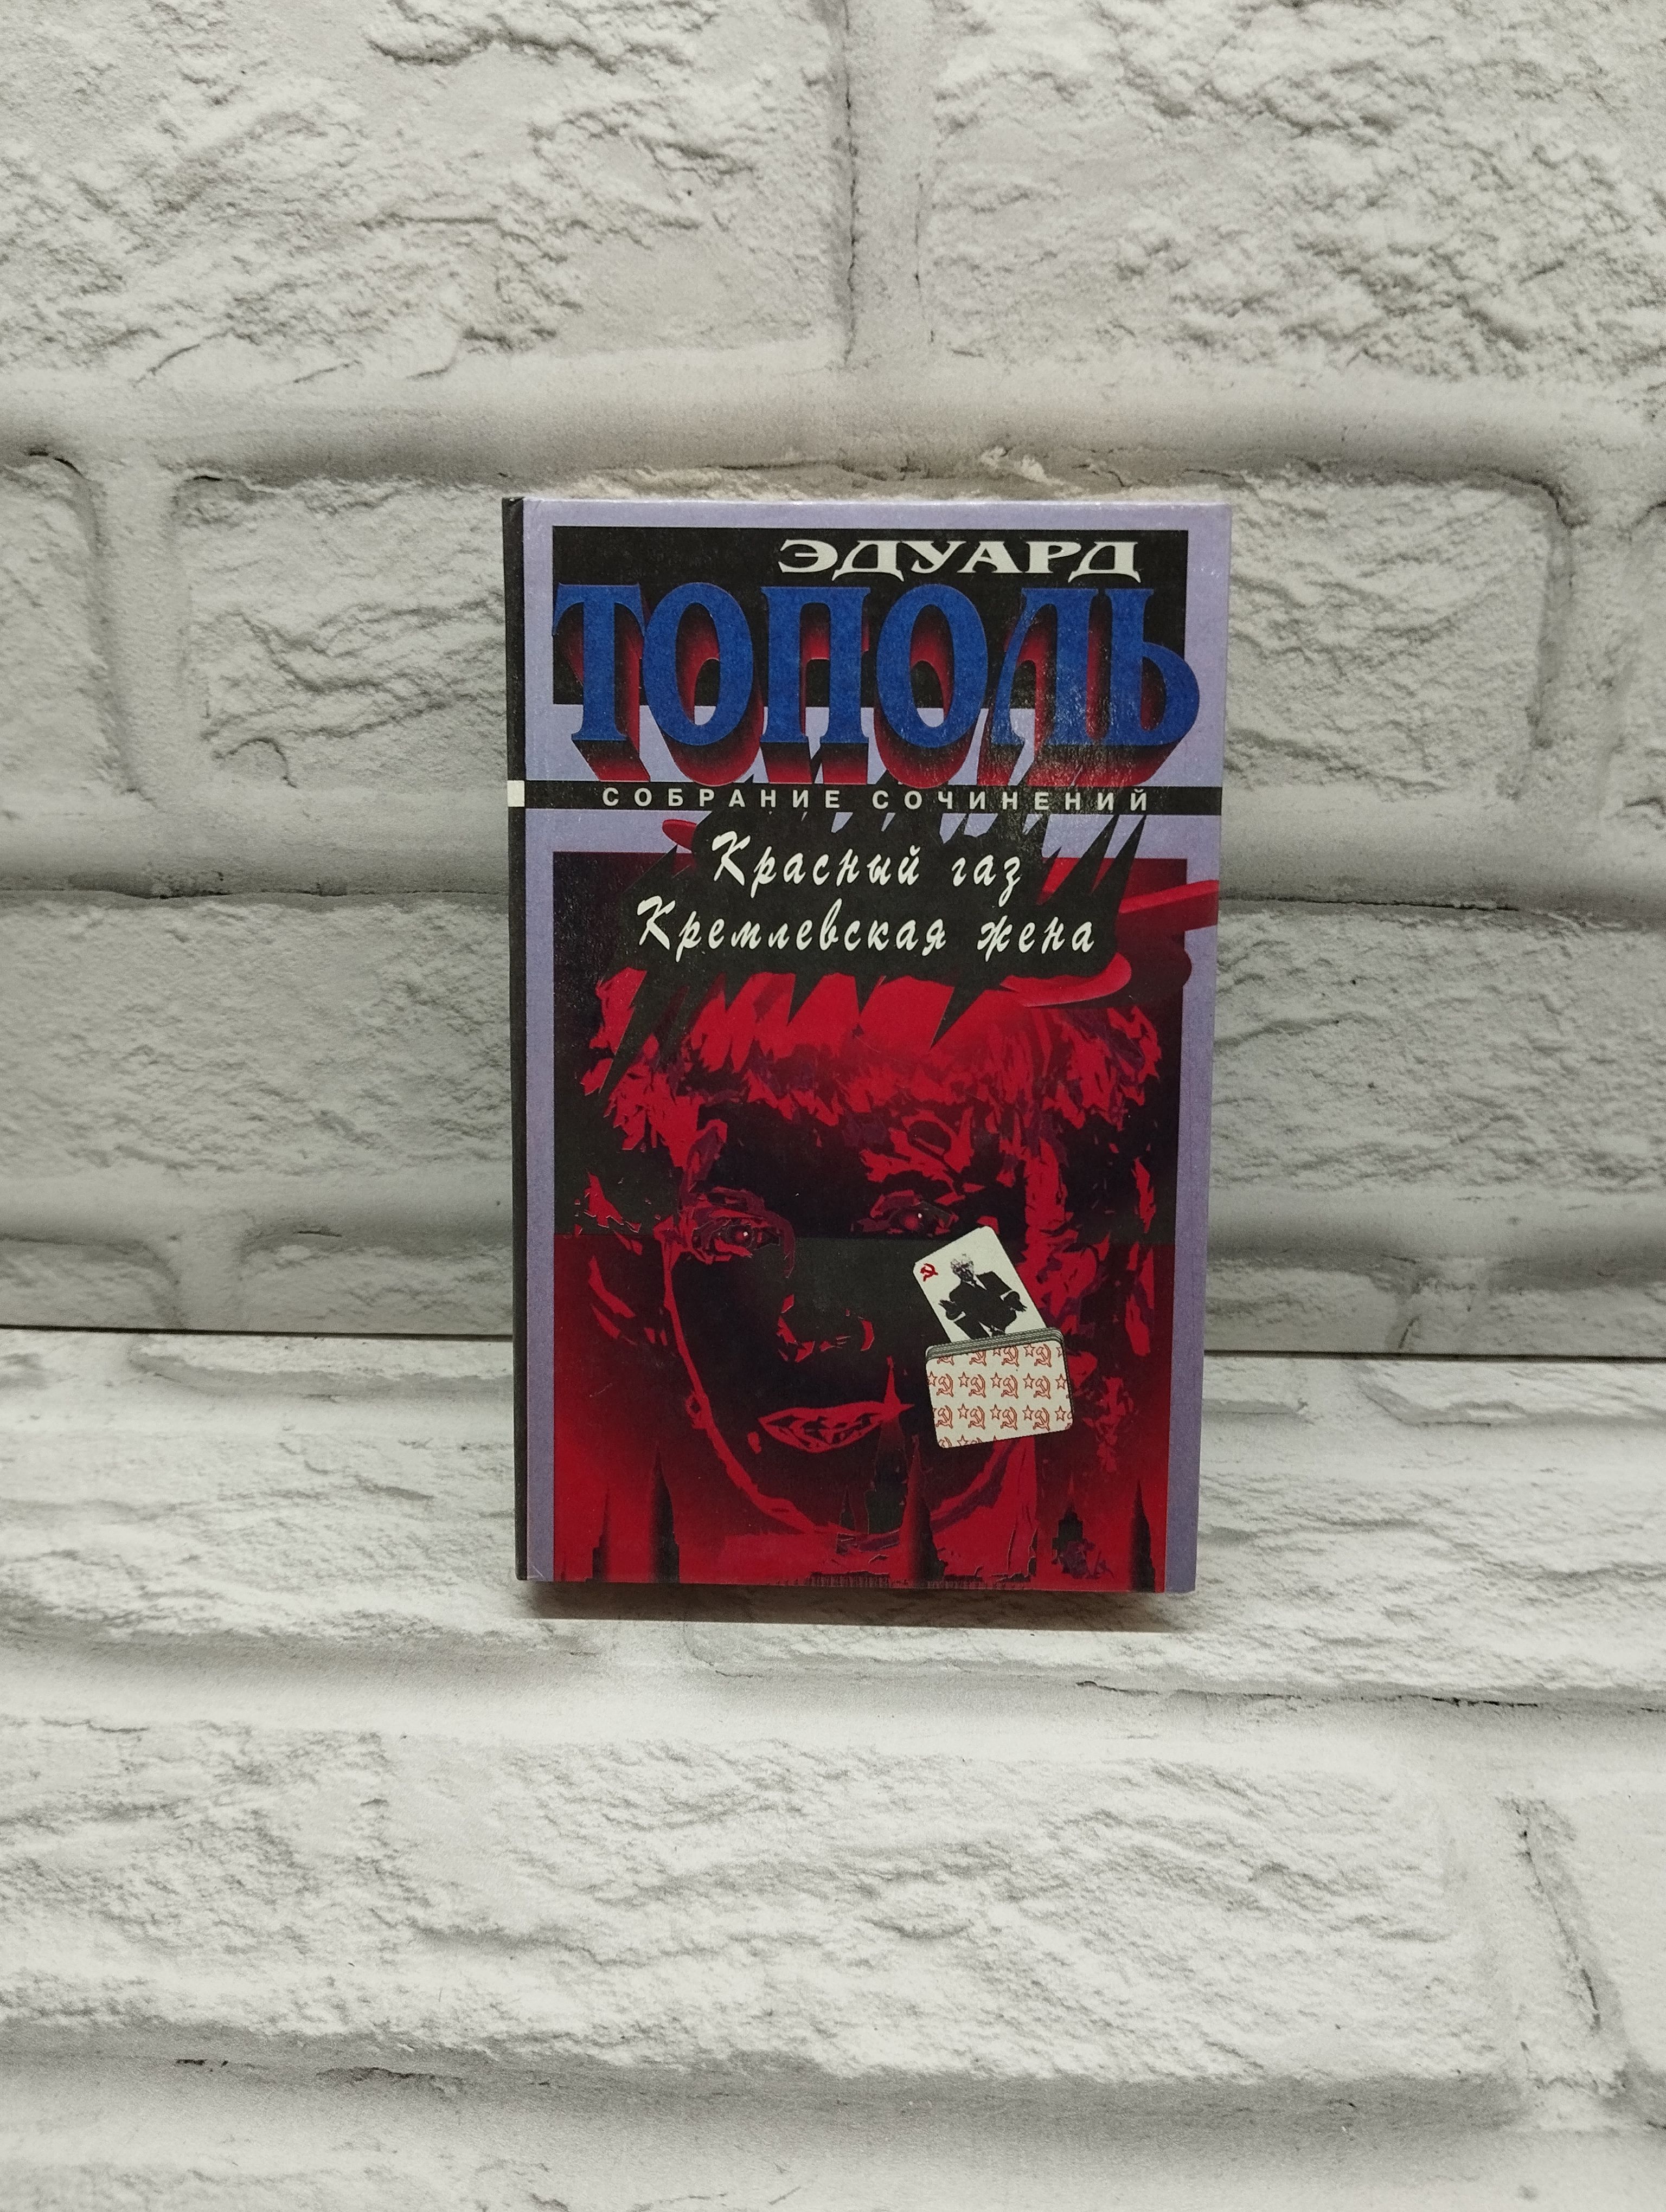 ЭДУАРД
ТОПОЛЬ
СОБРАНИЕ СОЧИНЕНИЙ
Красный газ
Кремлевская жена